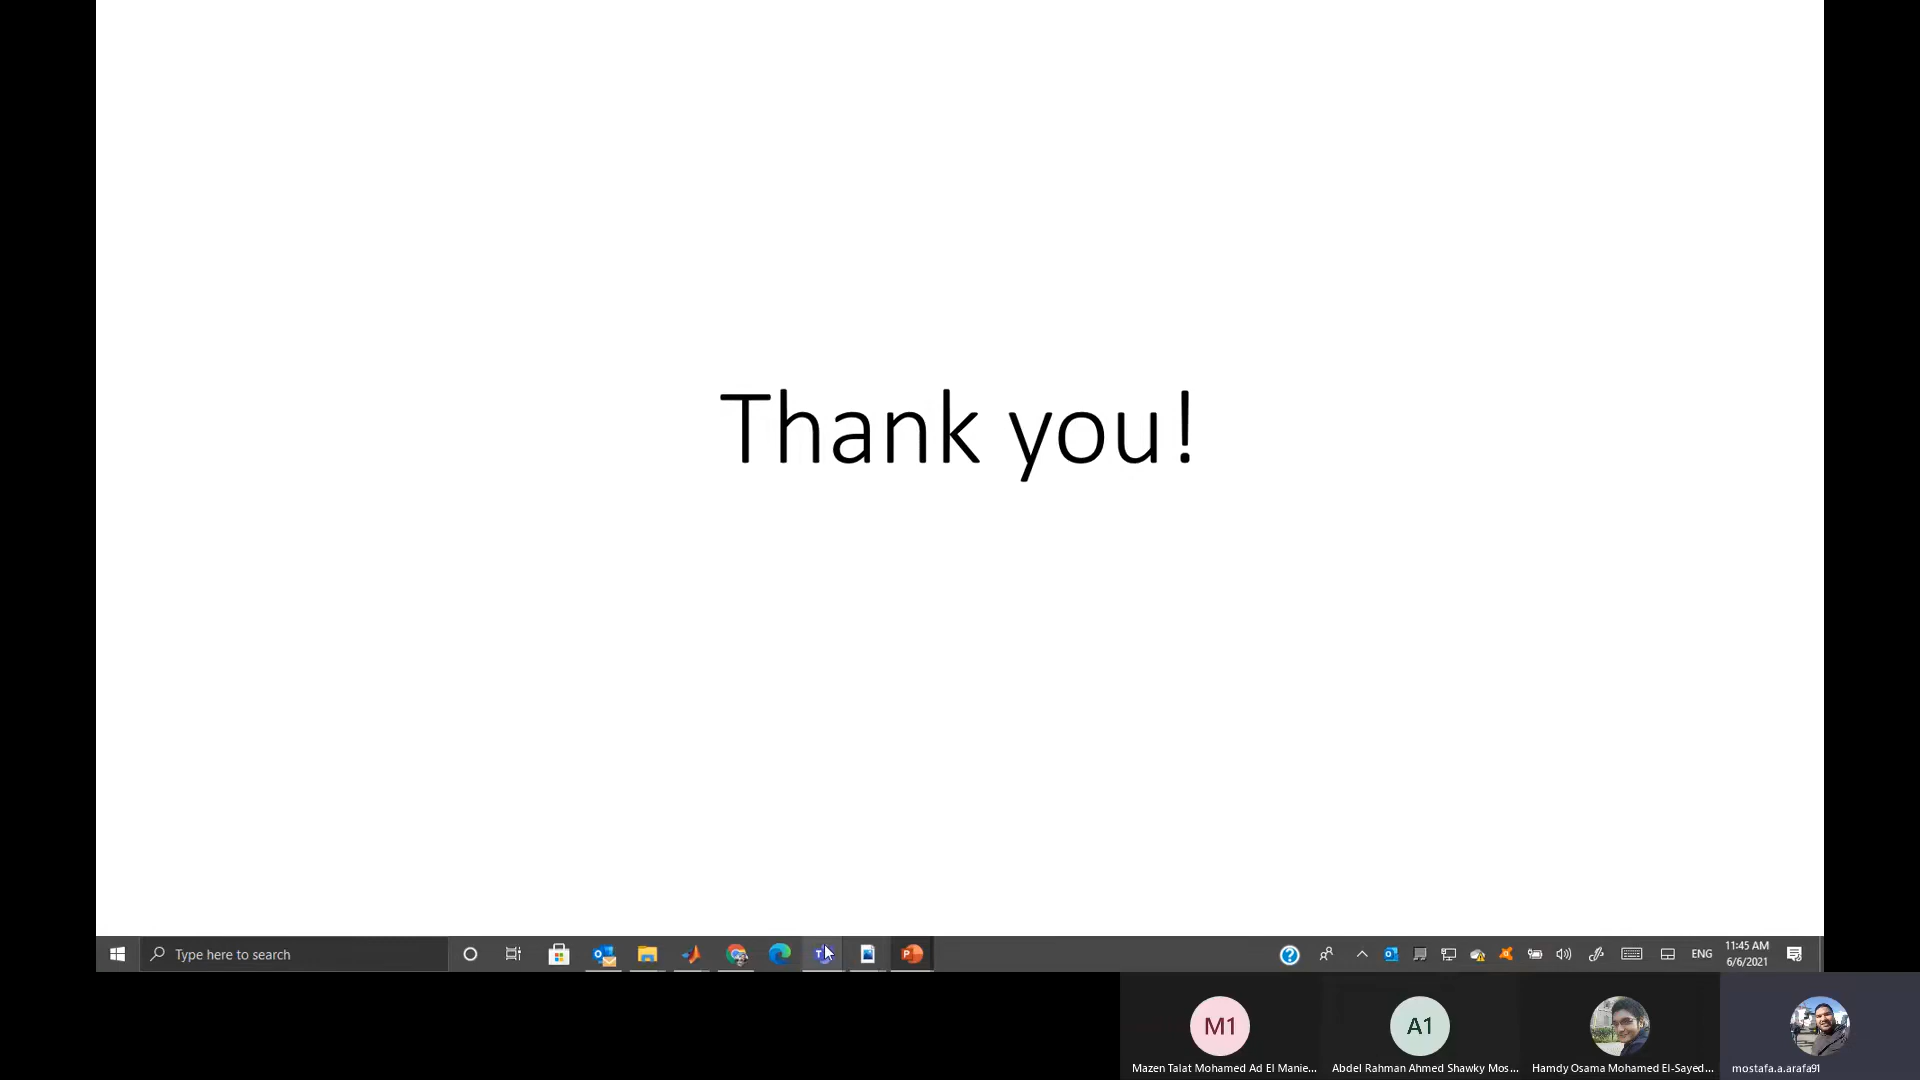 Thank you!
Type here to search
ENG
11:45 AM
6/6/2021
M1
A1
Mazen Talat Mohamed Ad El Manie...
Abdel Rahman Ahmed Shawky Mos...
Hamdy Osama Mohamed El-Sayed...
mostafa.a.arafa91